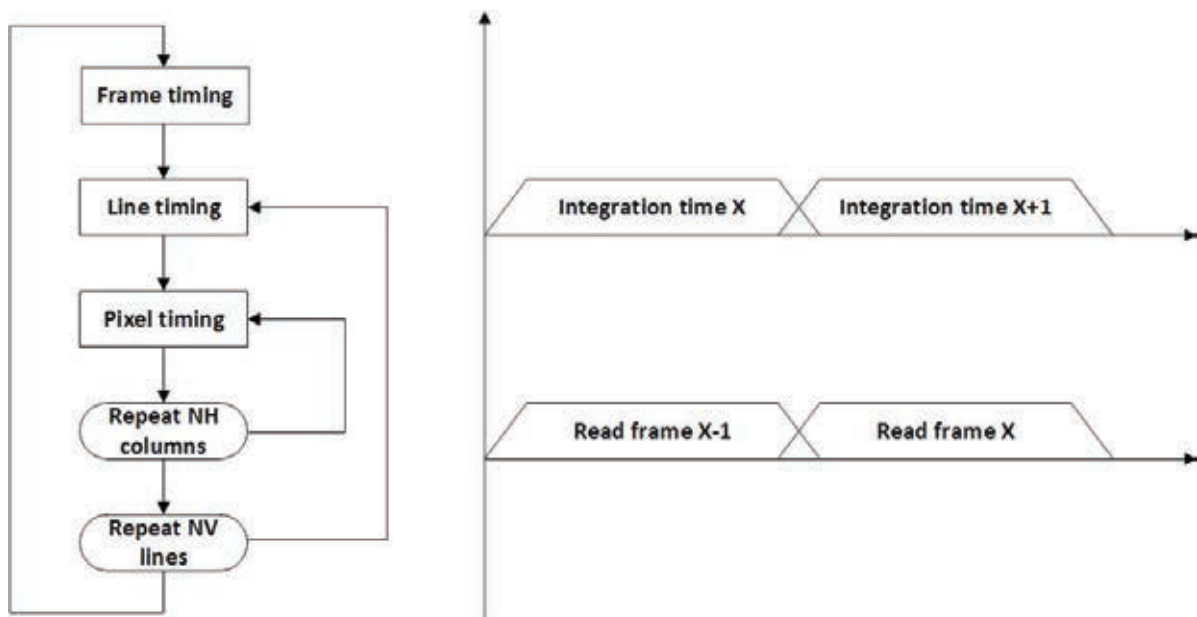 Frame timing
Line timing
Pixel timing
Repeat NH
columns
Repeat NV
lines
Integration time X
Integration time X+1
Read frame X-1
Read frame X